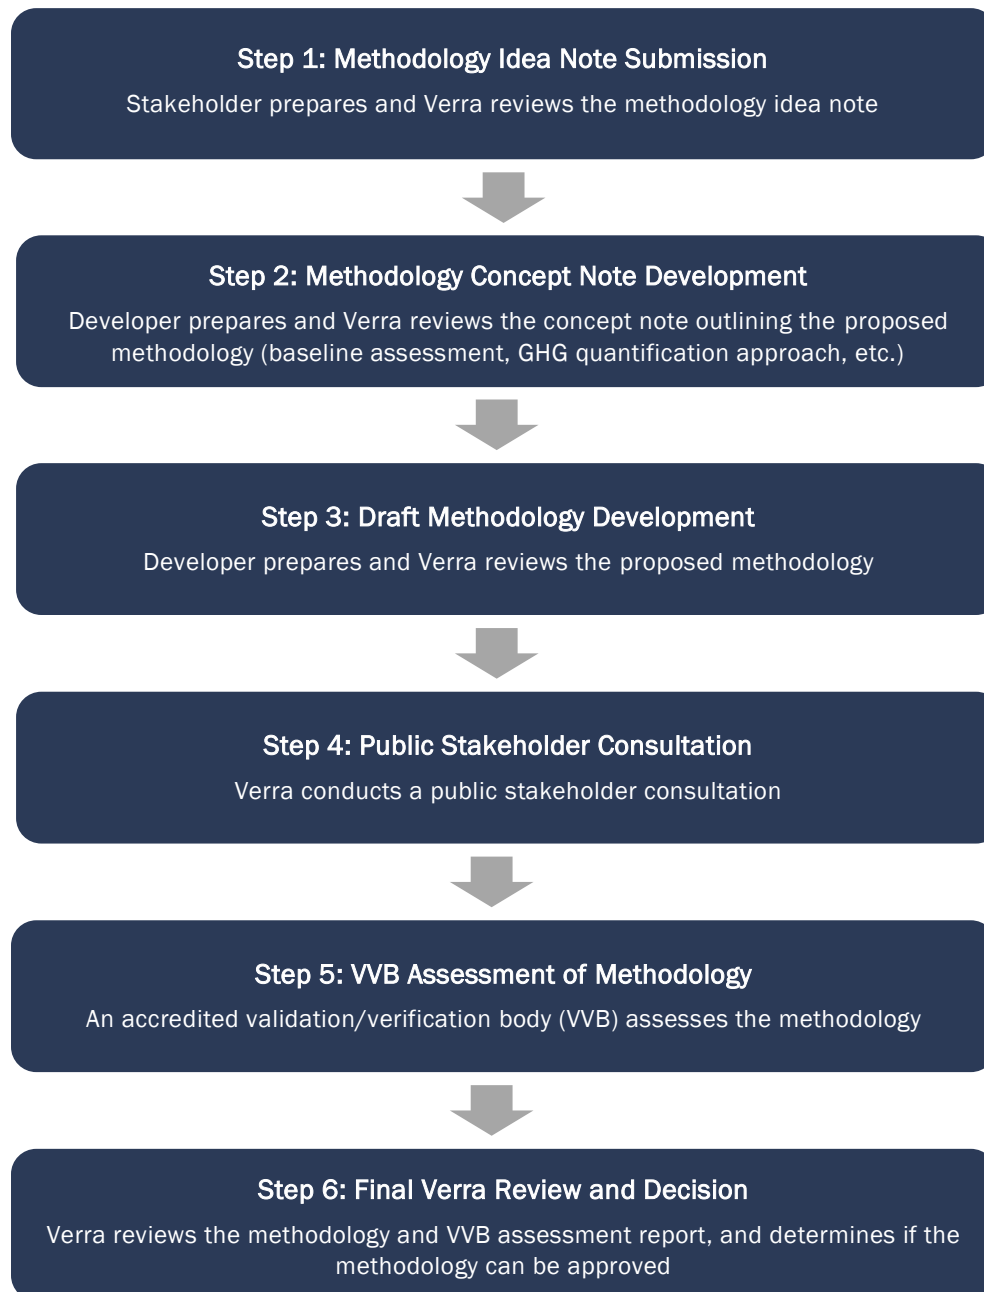 Step 1: Methodology Idea Note Submission
Stakeholder prepares and Verra reviews the methodology idea note
Step 2: Methodology Concept Note Development
Developer prepares and Verra reviews the concept note outlining the proposed
methodology (baseline assessment, GHG quantification approach, etc.)
Step 3: Draft Methodology Development
Developer prepares and Verra reviews the proposed methodology
Step 4: Public Stakeholder Consultation
Verra conducts a public stakeholder consultation
Step 5: VVB Assessment of Methodology
An accredited validation/verification body (VVB) assesses the methodology
Step 6: Final Verra Review and Decision
Verra reviews the methodology and VVB assessment report, and determines if the
methodology can be approved